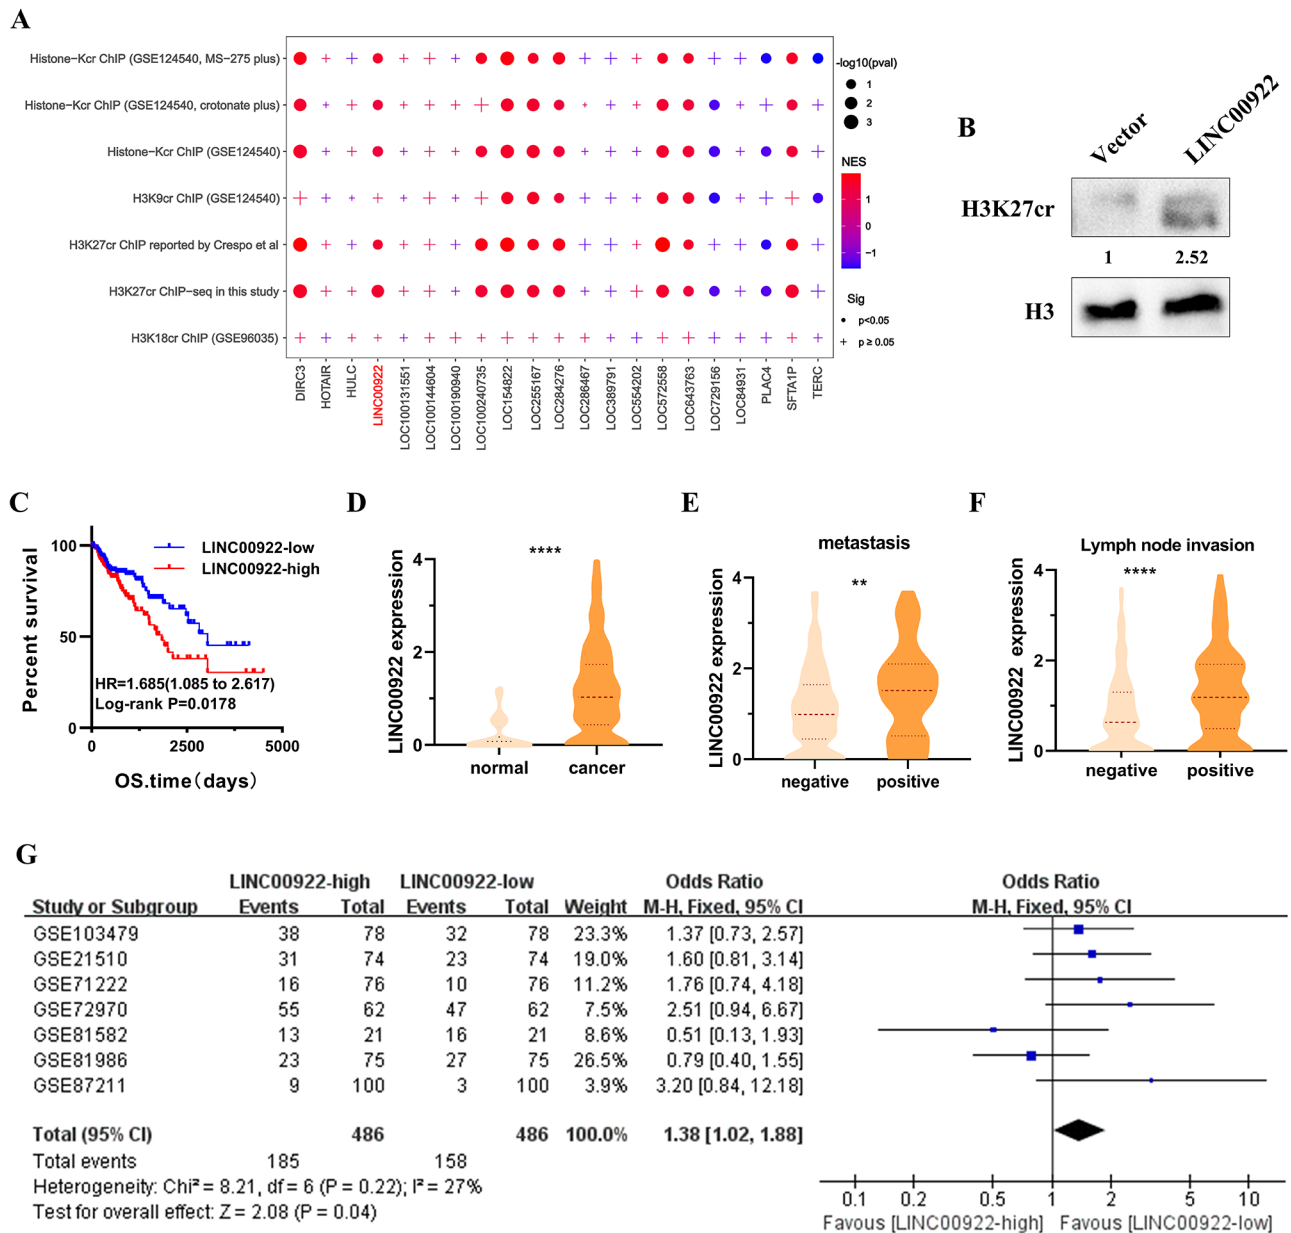 A
Histone-Kcr ChIP (GSE124540, MS-275 plus)
Histone-Kcr ChIP (GSE124540, crotonate plus)
Histone-Kcr ChIP (GSE124540)
H3K9cr ChIP (GSE124540)
H3K27cr ChIP reported by Crespo et al
H3K27cr ChIP-seq in this study
H3K18cr ChIP (GSE96035)
DIRC3
HOTAIR
HULC
LINC00922
LOC100131551
LOC100144604
LOC100190940
LOC100240735
LOC154822
LOC255167
LOC284276
LOC286467
LOC389791
LOC554202
LOC572558
LOC643763
LOC729156
LOC84931
PLAC4
SFTA1P
TERC
-log10(pval)
1
2
3
NES
1
0
-1
Sig
p<0.05
p ≥ 0.05
B
Vector
LINC00922
H3K27cr
1 2.52
H3
C
Percent survival
100
50
0
0 2500 5000
LINC00922-low
LINC00922-high
HR=1.685(1.085 to 2.617)
Log-rank P=0.0178
OS.time(days)
D
LINC00922 expression
4
2
0
****
normal cancer
E
metastasis
LINC00922 expression
4
2
0
**
negative positive
F
Lymph node invasion
LINC00922 expression
4
2
0
****
negative positive
G
LINC00922-high LINC00922-low Odds Ratio Odds Ratio
Study or Subgroup Events Total Events Total Weight M-H, Fixed, 95% CI M-H, Fixed, 95% CI
GSE103479 38 78 32 78 23.3% 1.37 [0.73, 2.57]
GSE21510 31 74 23 74 19.0% 1.60 [0.81, 3.14]
GSE71222 16 76 10 76 11.2% 1.76 [0.74, 4.18]
GSE72970 55 62 47 62 7.5% 2.51 [0.94, 6.67]
GSE81582 13 21 16 21 8.6% 0.51 [0.13, 1.93]
GSE81986 23 75 27 75 26.5% 0.79 [0.40, 1.55]
GSE87211 9 100 3 100 3.9% 3.20 [0.84, 12.18]
Total (95% CI) 486 486 100.0% 1.38 [1.02, 1.88]
Total events 185 158
Heterogeneity: Chi² = 8.21, df = 6 (P = 0.22); I² = 27%
Test for overall effect: Z = 2.08 (P = 0.04)
0.1 0.2 0.5 1 2 5 10
Favous [LINC00922-high] Favous [LINC00922-low]